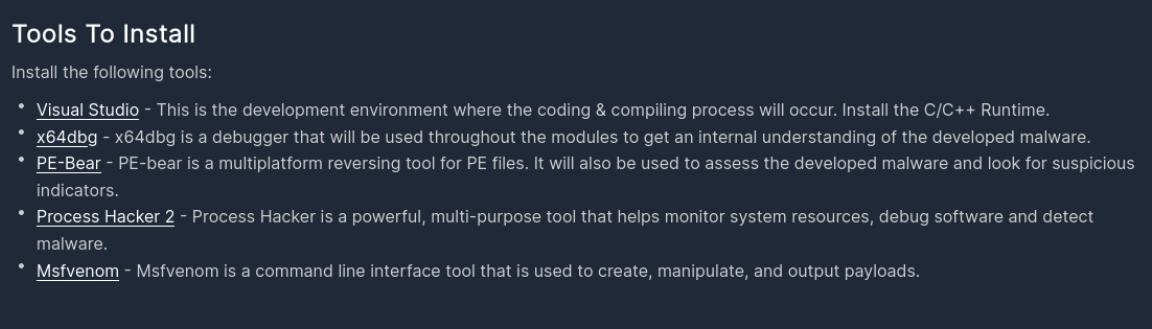 Tools To Install
Install the following tools:
• Visual Studio - This is the development environment where the coding & compiling process will occur. Install the C/C++ Runtime.
• x64dbg - x64dbg is a debugger that will be used throughout the modules to get an internal understanding of the developed malware.
• PE-Bear - PE-bear is a multiplatform reversing tool for PE files. It will also be used to assess the developed malware and look for suspicious
indicators.
• Process Hacker 2 - Process Hacker is a powerful, multi-purpose tool that helps monitor system resources, debug software and detect
malware.
• Msfvenom - Msfvenom is a command line interface tool that is used to create, manipulate, and output payloads.